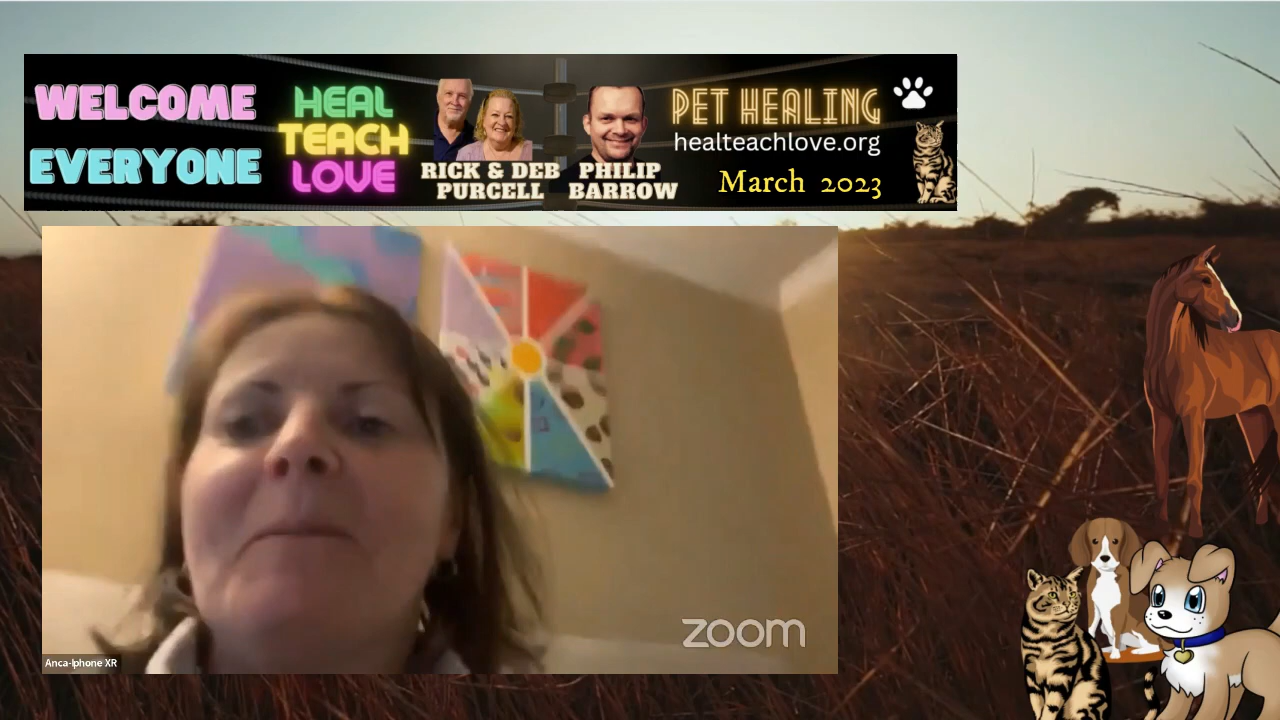 WELCOME
EVERYONE
HEAL
TEACH
LOVE
RICK & DEB
PURCELL
PHILIP
BARROW
PET HEALING
healteachlove.org
March 2023
zoom
Anca-Iphone XR